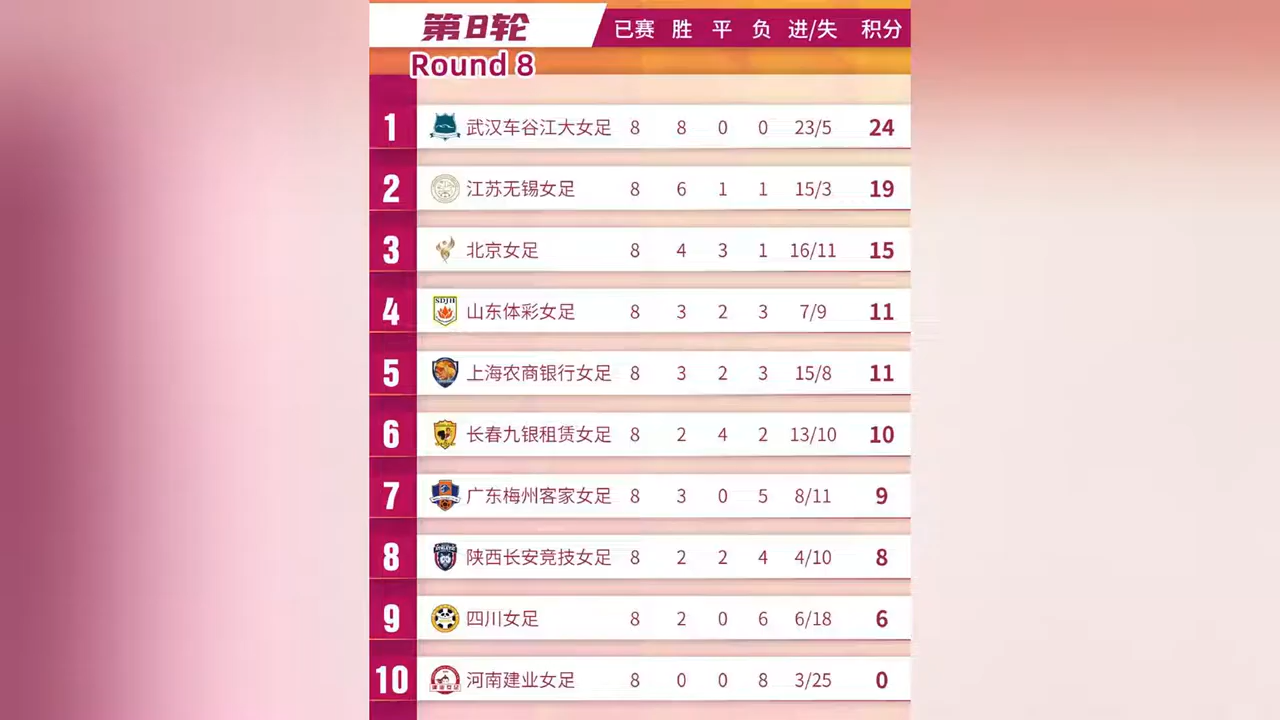 第8轮 已赛 胜 平 负 进/失 积分
Round 8
1 武汉车谷江大女足 8 8 0 0 23/5 24
2 江苏无锡女足 8 6 1 1 15/3 19
3 北京女足 8 4 3 1 16/11 15
4 SDJH 山东体彩女足 8 3 2 3 7/9 11
5 上海农商银行女足 8 3 2 3 15/8 11
6 长春九银租赁女足 8 2 4 2 13/10 10
7 广东梅州客家女足 8 3 0 5 8/11 9
8 陕西长安竞技女足 8 2 2 4 4/10 8
9 四川女足 8 2 0 6 6/18 6
10 河南建业女足 8 0 0 8 3/25 0